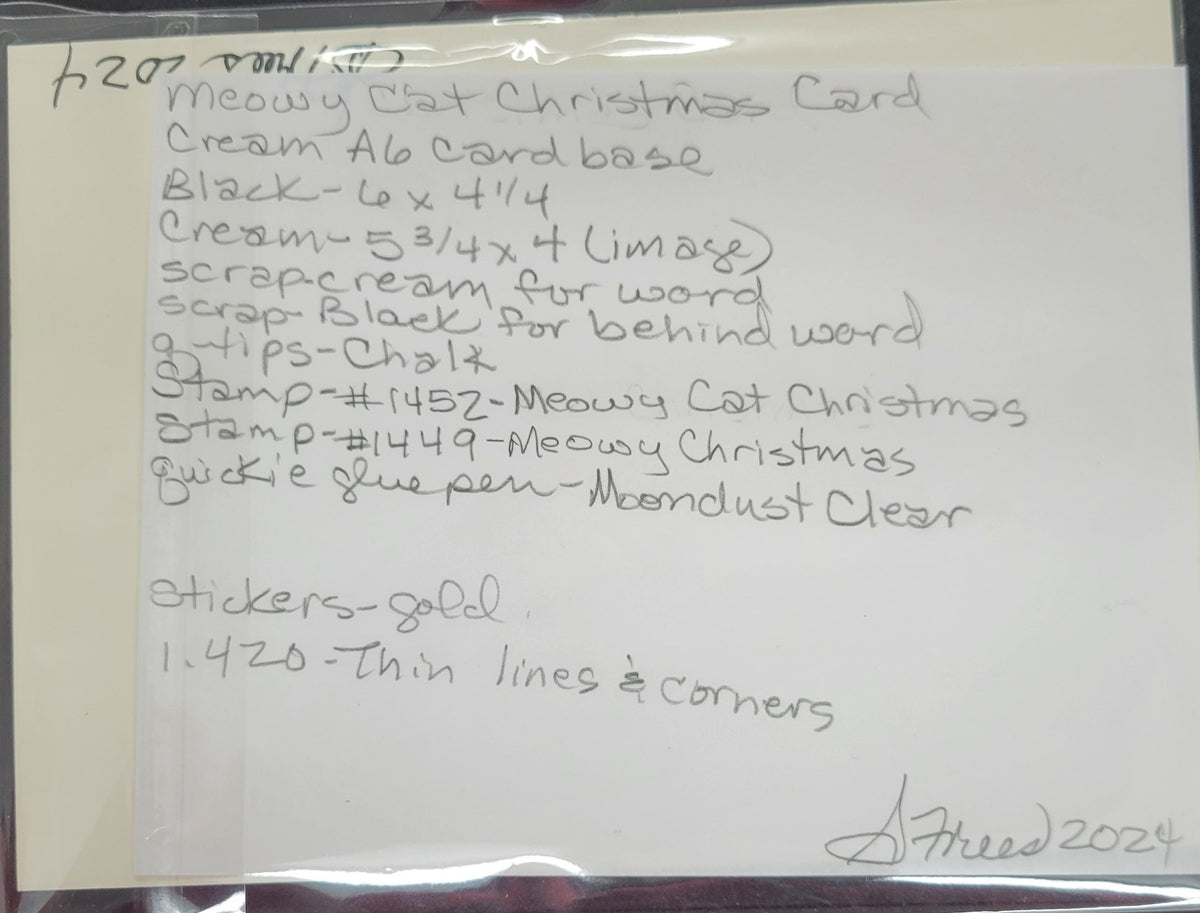 Meowy Cat Christmas Card
Cream A6 Card base
Black - 6 x 4 1/4
Cream - 5 3/4 x 4 (image)
scrap-cream for word
scrap-Black for behind word
q-tips-Chalk
Stamp-#1452-Meowy Cat Christmas
Stamp-#1449-Meowy Christmas
quickie glue pen-Moondust Clear
Stickers-gold
1.420-Thin lines & corners
S Freed 2024
2024